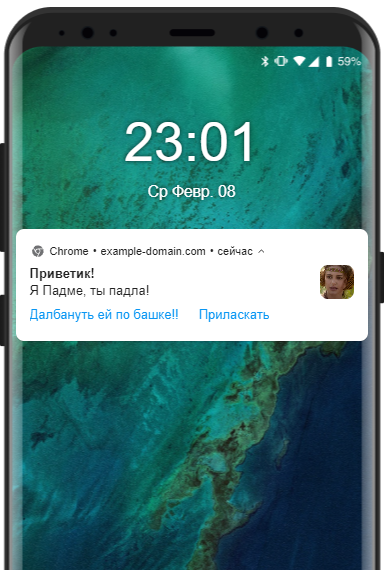 59%
23:01
Ср Февр. 08
Chrome • example-domain.com • сейчас
Приветик!
Я Падме, ты падла!
Далбануть ей по башке!! Приласкать